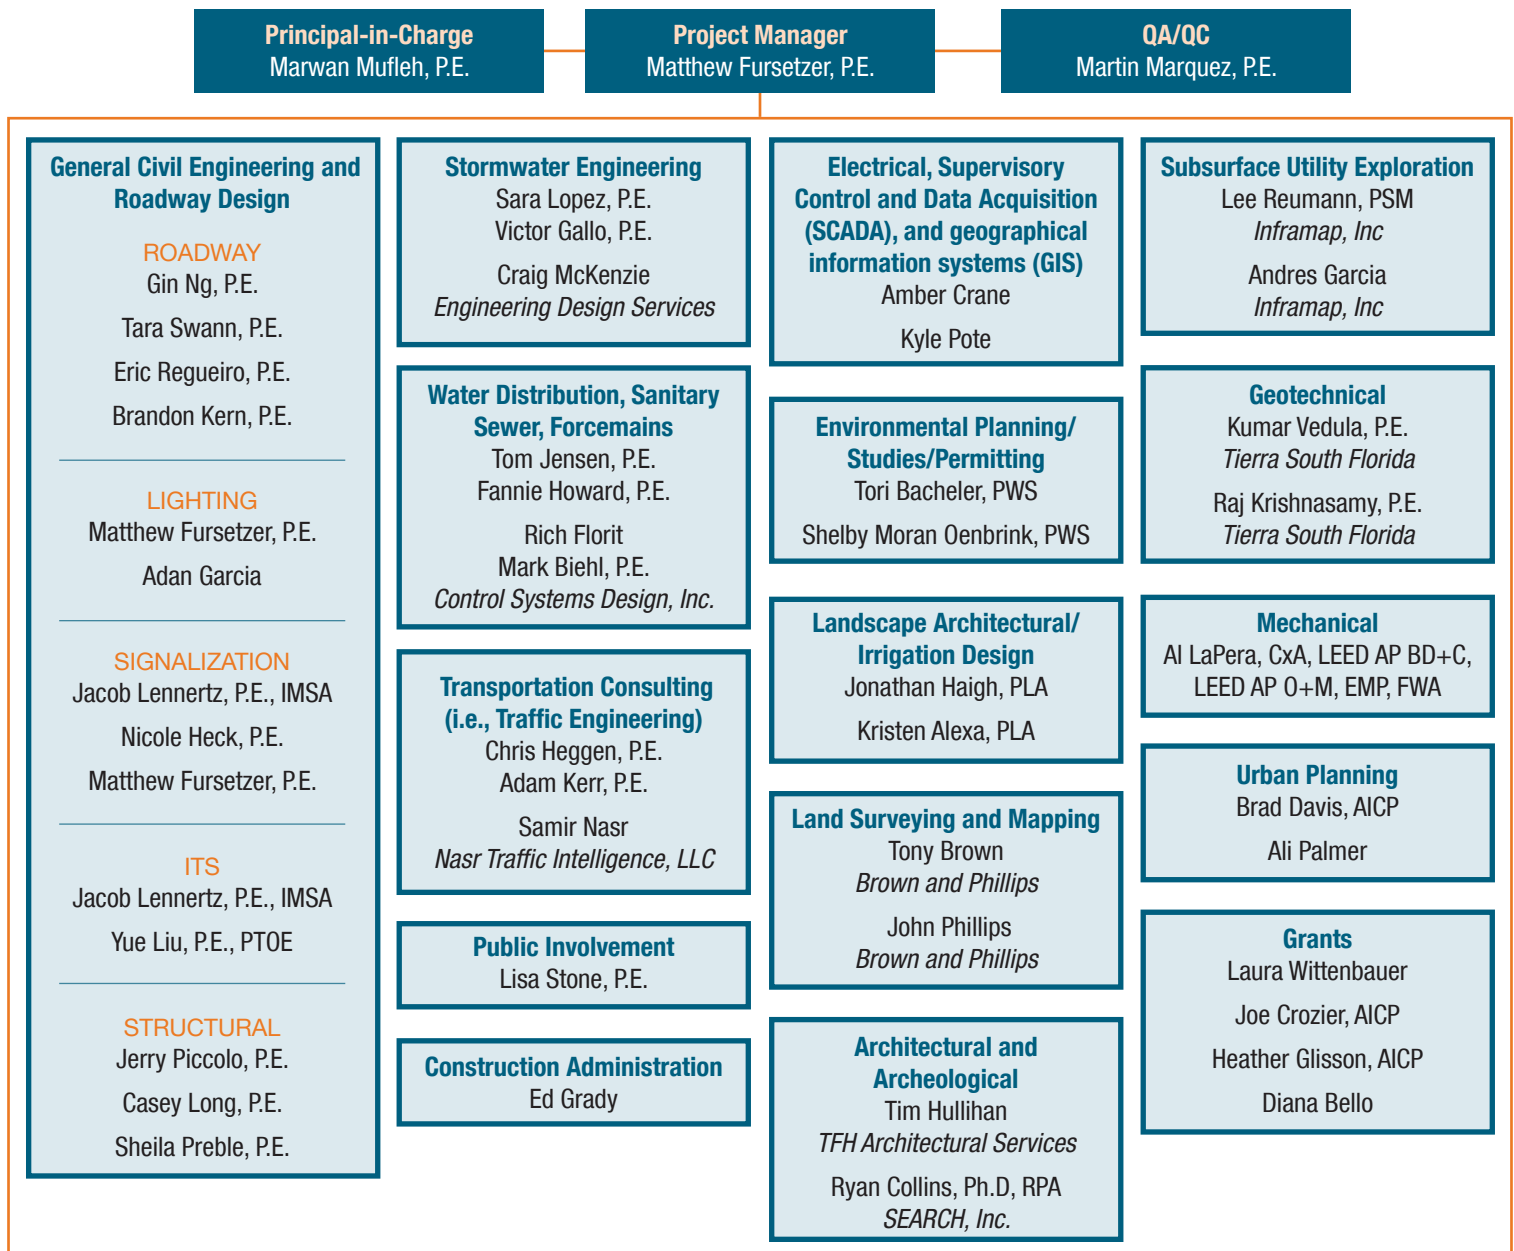 Principal-in-Charge
Marwan Mufleh, P.E.
Project Manager
Matthew Fursetzer, P.E.
QA/QC
Martin Marquez, P.E.
General Civil Engineering and
Roadway Design
ROADWAY
Gin Ng, P.E.
Tara Swann, P.E.
Eric Regueiro, P.E.
Brandon Kern, P.E.
LIGHTING
Matthew Fursetzer, P.E.
Adan Garcia
SIGNALIZATION
Jacob Lennertz, P.E., IMSA
Nicole Heck, P.E.
Matthew Fursetzer, P.E.
ITS
Jacob Lennertz, P.E., IMSA
Yue Liu, P.E., PTOE
STRUCTURAL
Jerry Piccolo, P.E.
Casey Long, P.E.
Sheila Preble, P.E.
Stormwater Engineering
Sara Lopez, P.E.
Victor Gallo, P.E.
Craig McKenzie
Engineering Design Services
Water Distribution, Sanitary
Sewer, Forcemains
Tom Jensen, P.E.
Fannie Howard, P.E.
Rich Florit
Mark Biehl, P.E.
Control Systems Design, Inc.
Transportation Consulting
(i.e., Traffic Engineering)
Chris Heggen, P.E.
Adam Kerr, P.E.
Samir Nasr
Nasr Traffic Intelligence, LLC
Public Involvement
Lisa Stone, P.E.
Construction Administration
Ed Grady
Electrical, Supervisory
Control and Data Acquisition
(SCADA), and geographical
information systems (GIS)
Amber Crane
Kyle Pote
Environmental Planning/
Studies/Permitting
Tori Bacheler, PWS
Shelby Moran Oenbrink, PWS
Landscape Architectural/
Irrigation Design
Jonathan Haigh, PLA
Kristen Alexa, PLA
Land Surveying and Mapping
Tony Brown
Brown and Phillips
John Phillips
Brown and Phillips
Architectural and
Archeological
Tim Hullihan
TFH Architectural Services
Ryan Collins, Ph.D, RPA
SEARCH, Inc.
Subsurface Utility Exploration
Lee Reumann, PSM
Inframap, Inc
Andres Garcia
Inframap, Inc
Geotechnical
Kumar Vedula, P.E.
Tierra South Florida
Raj Krishnasamy, P.E.
Tierra South Florida
Mechanical
Al LaPera, CxA, LEED AP BD+C,
LEED AP O+M, EMP, FWA
Urban Planning
Brad Davis, AICP
Ali Palmer
Grants
Laura Wittenbauer
Joe Crozier, AICP
Heather Glisson, AICP
Diana Bello